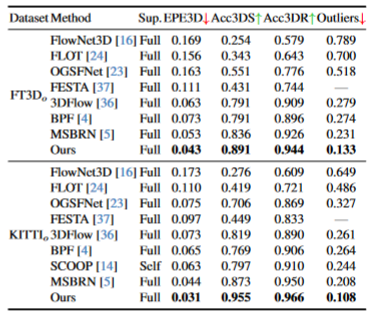 Dataset Method Sup. EPE3D↓ Acc3DS↑ Acc3DR↑ Outliers↓
FlowNet3D [16] Full 0.169 0.254 0.579 0.789
FLOT [24] Full 0.156 0.343 0.643 0.700
OGSFNet [23] Full 0.163 0.551 0.776 0.518
FESTA [37] Full 0.111 0.431 0.744 —
FT3Do 3DFlow [36] Full 0.063 0.791 0.909 0.279
BPF [4] Full 0.073 0.791 0.896 0.274
MSBRN [5] Full 0.053 0.836 0.926 0.231
Ours Full 0.043 0.891 0.944 0.133
FlowNet3D [16] Full 0.173 0.276 0.609 0.649
FLOT [24] Full 0.110 0.419 0.721 0.486
OGSFNet [23] Full 0.075 0.706 0.869 0.327
FESTA [37] Full 0.097 0.449 0.833 —
KITTIo 3DFlow [36] Full 0.073 0.819 0.890 0.261
BPF [4] Full 0.065 0.769 0.906 0.264
SCOOP [14] Self 0.063 0.797 0.910 0.244
MSBRN [5] Full 0.044 0.873 0.950 0.208
Ours Full 0.031 0.955 0.966 0.108